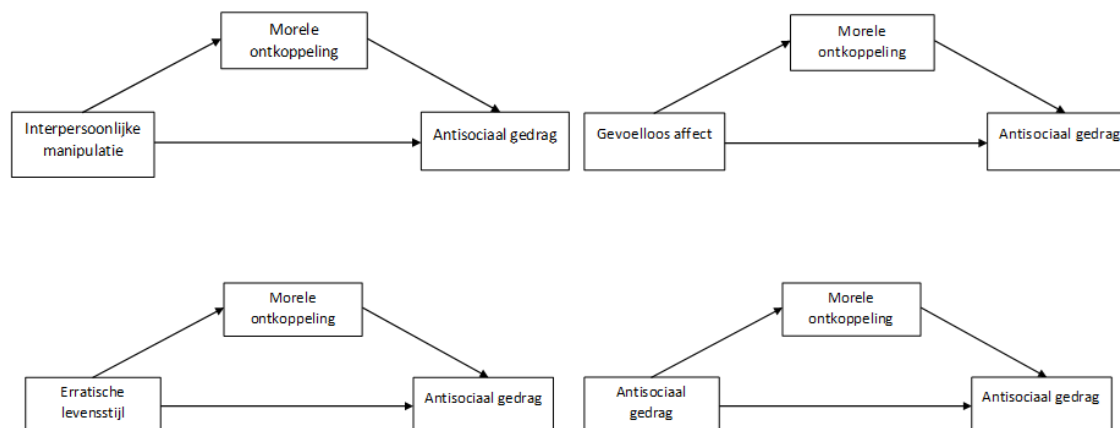 Morele
ontkoppeling
Interpersoonlijke
manipulatie
Antisociaal gedrag
Morele
ontkoppeling
Gevoelloos affect
Antisociaal gedrag
Morele
ontkoppeling
Erratische
levensstijl
Antisociaal gedrag
Morele
ontkoppeling
Antisociaal
gedrag
Antisociaal gedrag